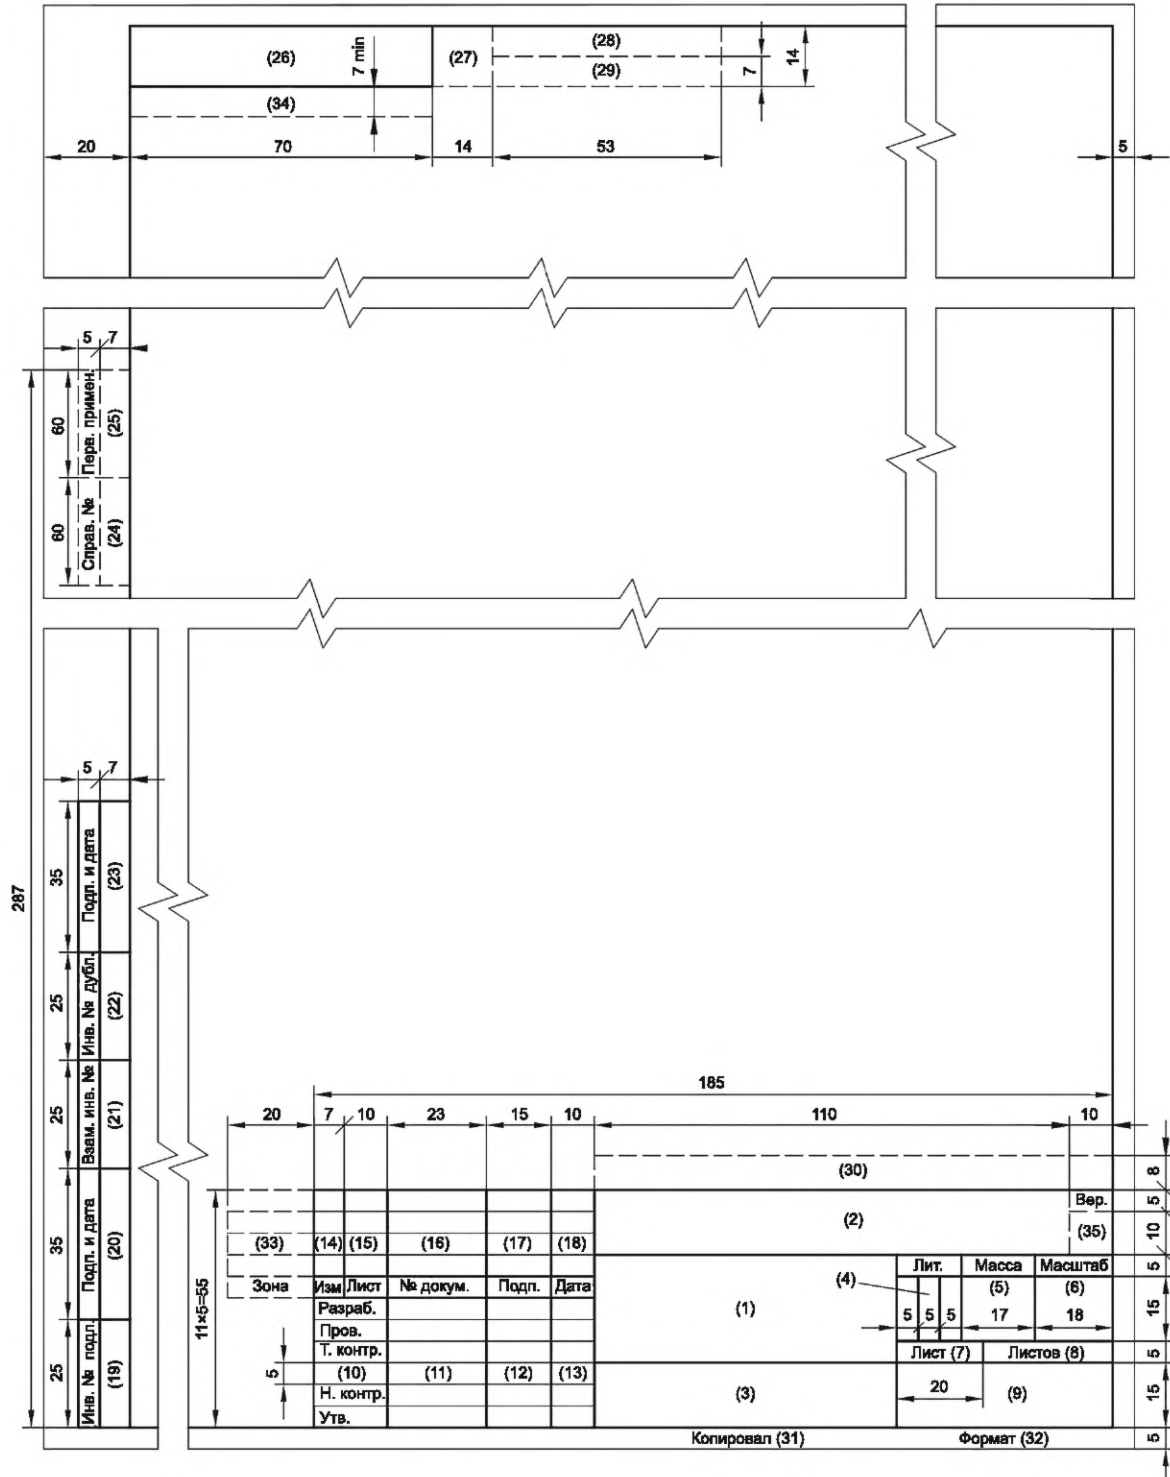 (26)
7 min
(27)
(28)
(29)
7
14
(34)
20
70
14
53
5
5
7
60
Перв. примен.
(25)
60
Справ. №
(24)
287
5
7
35
Подп. и дата
(23)
25
Инв. № дубл.
(22)
25
Взам. инв. №
(21)
35
Подп. и дата
(20)
25
Инв. № подл.
(19)
185
20
7
10
23
15
10
110
10
(30)
8
Вер.
5
(2)
(35)
10
(33)
(14)
(15)
(16)
(17)
(18)
Лит.
Масса
Масштаб
5
Зона
Изм
Лист
№ докум.
Подп.
Дата
(4)
(5)
(6)
11×5=55
Разраб.
(1)
5
5
5
17
18
15
Пров.
Т. контр.
Лист (7)
Листов (8)
5
5
(10)
(11)
(12)
(13)
Н. контр.
(3)
20
(9)
15
Утв.
Копировал (31)
Формат (32)
5